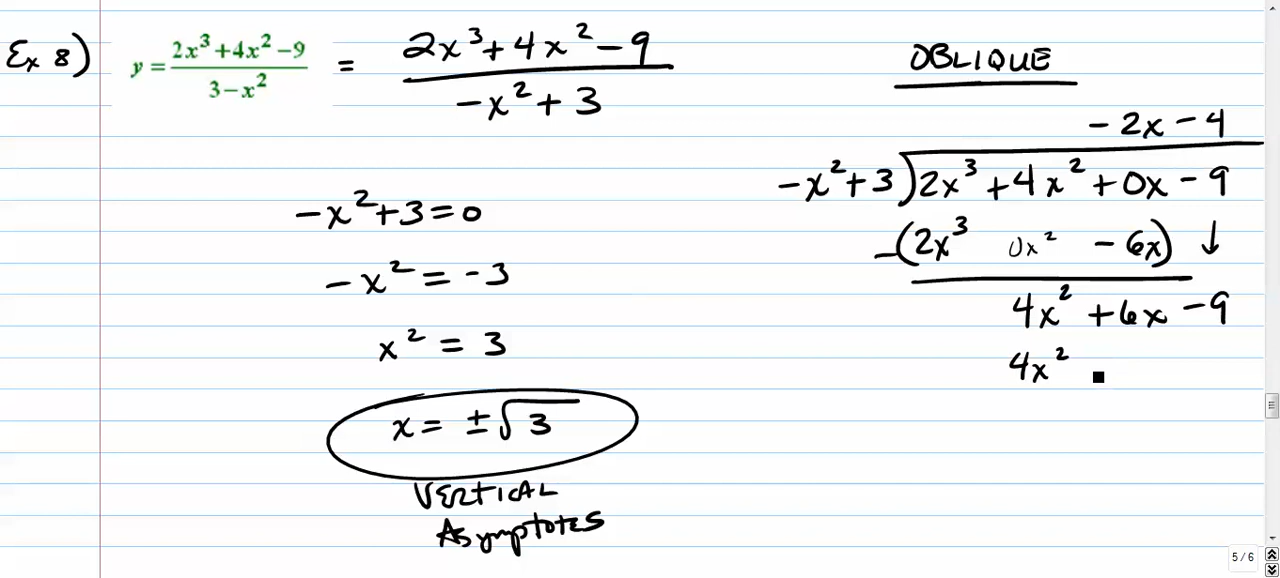 Ex 8) y = \frac{2x^3+4x^2-9}{3-x^2} = \frac{2x^3+4x^2-9}{-x^2+3}
-x^2+3=0
-x^2 = -3
x^2 = 3
x = ±√3
VERTICAL
Asymptotes
OBLIQUE
-2x-4
-x^2+3)2x^3+4x^2+0x-9
-(2x^3 0x^2 -6x) ↓
4x^2+6x-9
4x^2
5/6